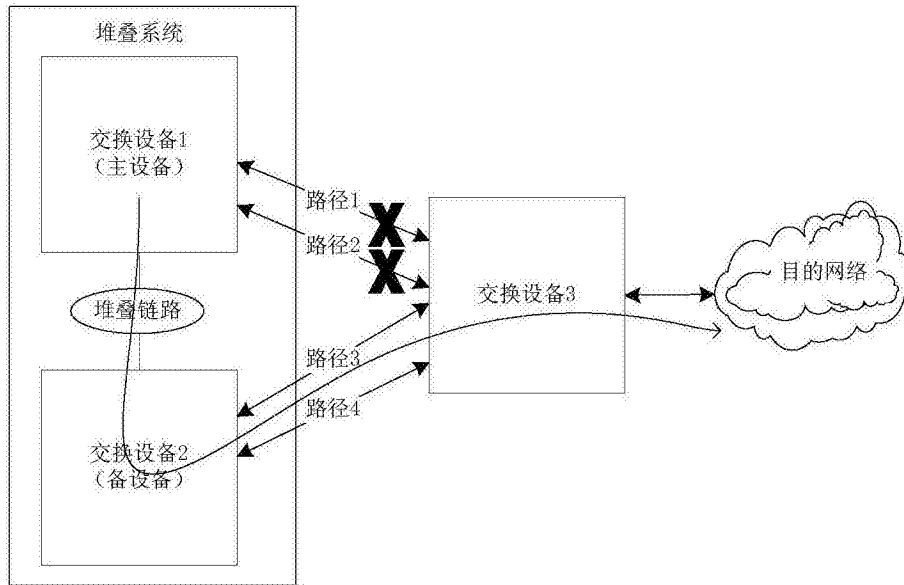 堆叠系统
交换设备1
(主设备)
路径1
路径2
堆叠链路
交换设备3
目的网络
路径3
路径4
交换设备2
(备设备)